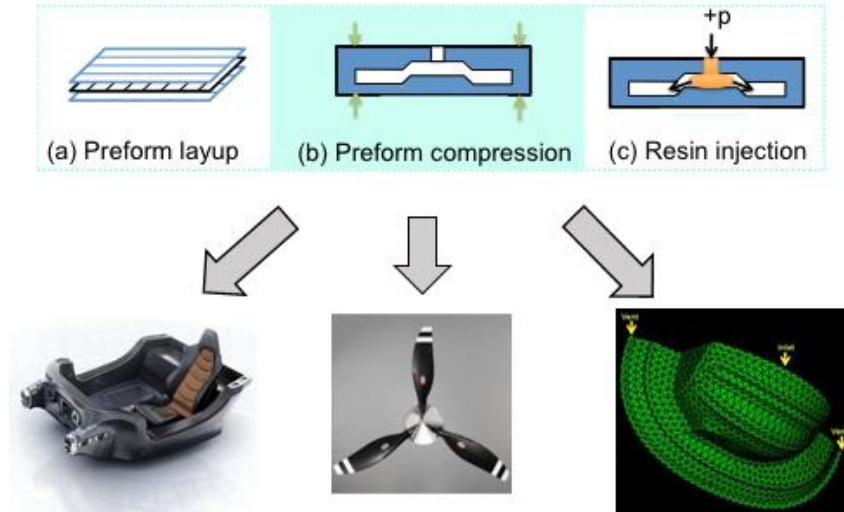 +p
(a) Preform layup
(b) Preform compression
(c) Resin injection
Vent
Inlet
Vent